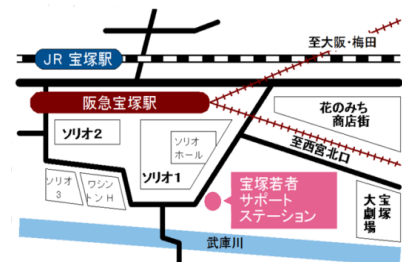 JR 宝塚駅
至大阪・梅田
阪急宝塚駅
花のみち
商店街
ソリオ2
ソリオ
ホール
至西宮北口
ソリオ1
ソリオ
3
ワシン
トンH
宝塚若者
サポート
ステーション
宝塚
大劇場
武庫川